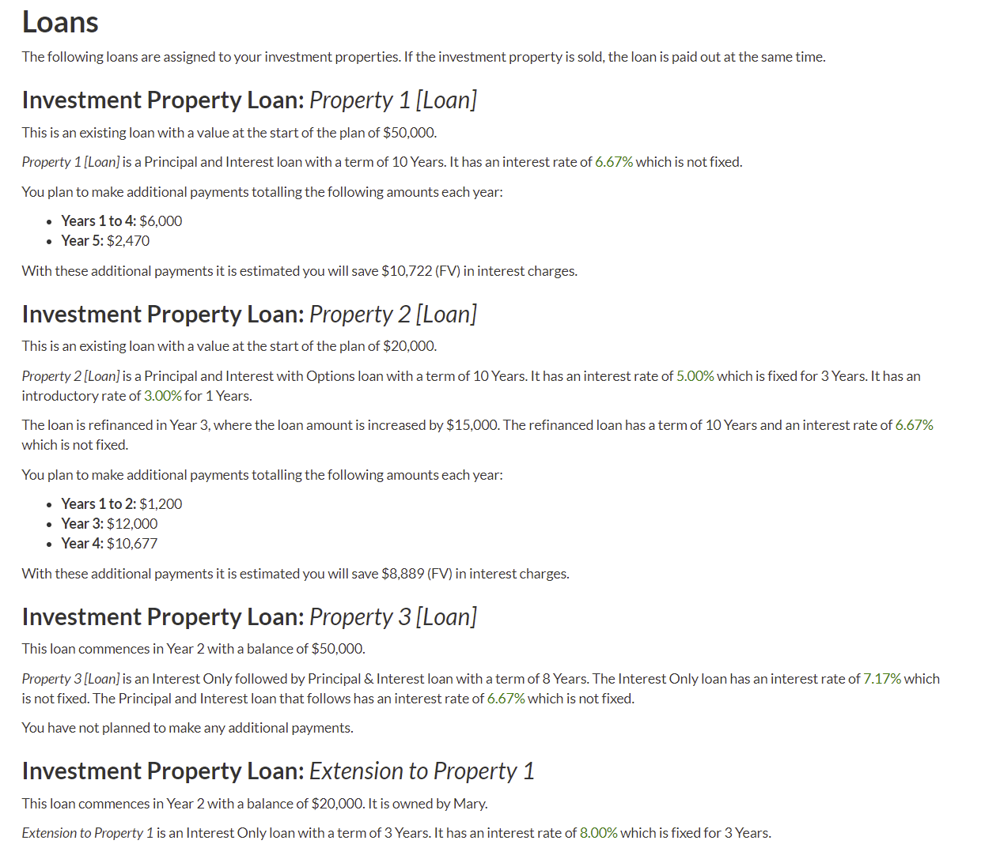 Loans
The following loans are assigned to your investment properties. If the investment property is sold, the loan is paid out at the same time.
Investment Property Loan: Property 1 [Loan]
This is an existing loan with a value at the start of the plan of $50,000.
Property 1 [Loan] is a Principal and Interest loan with a term of 10 Years. It has an interest rate of 6.67% which is not fixed.
You plan to make additional payments totalling the following amounts each year:
• Years 1 to 4: $6,000
• Year 5: $2,470
With these additional payments it is estimated you will save $10,722 (FV) in interest charges.
Investment Property Loan: Property 2 [Loan]
This is an existing loan with a value at the start of the plan of $20,000.
Property 2 [Loan] is a Principal and Interest with Options loan with a term of 10 Years. It has an interest rate of 5.00% which is fixed for 3 Years. It has an
introductory rate of 3.00% for 1 Years.
The loan is refinanced in Year 3, where the loan amount is increased by $15,000. The refinanced loan has a term of 10 Years and an interest rate of 6.67%
which is not fixed.
You plan to make additional payments totalling the following amounts each year:
• Years 1 to 2: $1,200
• Year 3: $12,000
• Year 4: $10,677
With these additional payments it is estimated you will save $8,889 (FV) in interest charges.
Investment Property Loan: Property 3 [Loan]
This loan commences in Year 2 with a balance of $50,000.
Property 3 [Loan] is an Interest Only followed by Principal & Interest loan with a term of 8 Years. The Interest Only loan has an interest rate of 7.17% which
is not fixed. The Principal and Interest loan that follows has an interest rate of 6.67% which is not fixed.
You have not planned to make any additional payments.
Investment Property Loan: Extension to Property 1
This loan commences in Year 2 with a balance of $20,000. It is owned by Mary.
Extension to Property 1 is an Interest Only loan with a term of 3 Years. It has an interest rate of 8.00% which is fixed for 3 Years.